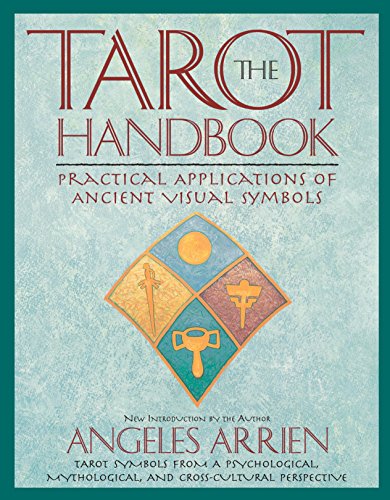 THE
TAROT
HANDBOOK
PRACTICAL APPLICATIONS OF
ANCIENT VISUAL SYMBOLS
NEW INTRODUCTION BY THE AUTHOR
ANGELES ARRIEN
TAROT SYMBOLS FROM A PSYCHOLOGICAL,
MYTHOLOGICAL, AND CROSS-CULTURAL PERSPECTIVE